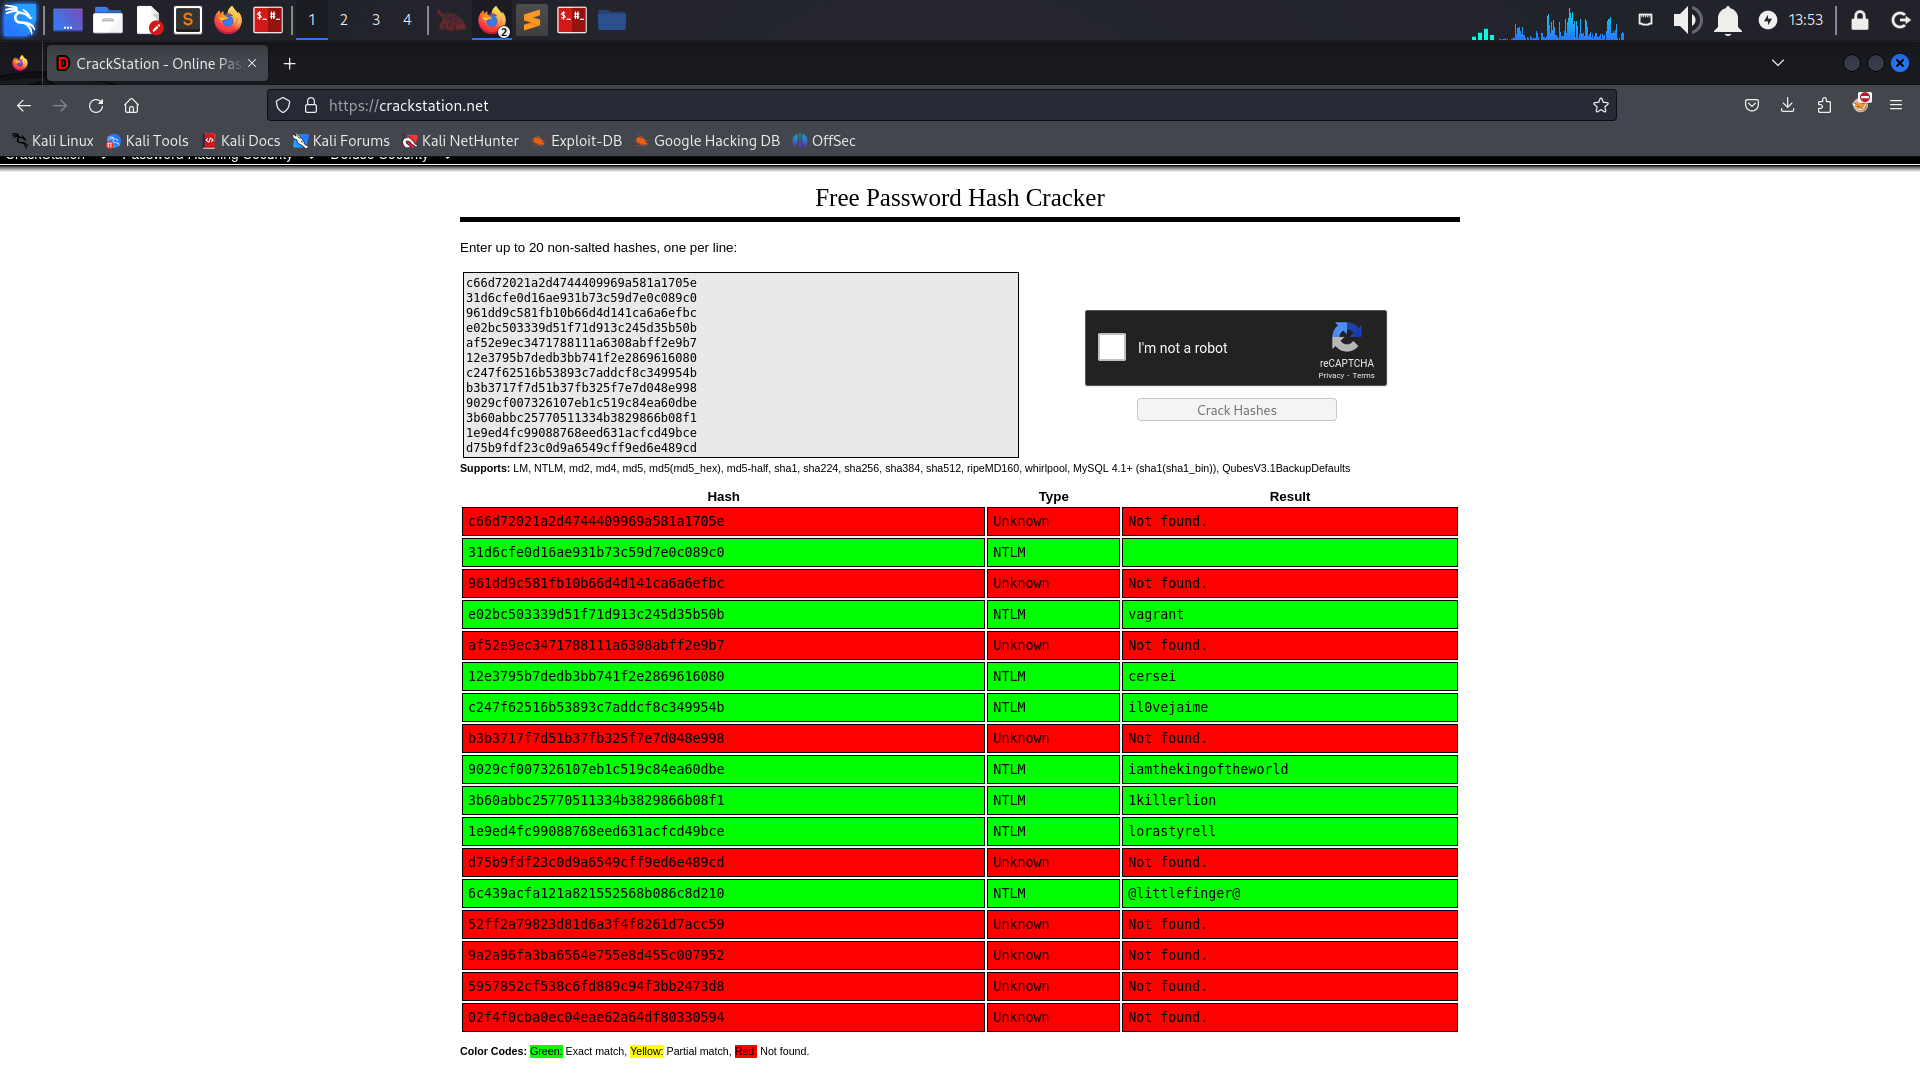 1 2 3 4 2 13:53
CrackStation - Online Pas
https://crackstation.net
Kali Linux Kali Tools Kali Docs Kali Forums Kali NetHunter Exploit-DB Google Hacking DB OffSec
CrackStation Password Hashing Security Defuse Security
Free Password Hash Cracker
Enter up to 20 non-salted hashes, one per line:
c66d72021a2d4744409969a581a1705e
31d6cfe0d16ae931b73c59d7e0c089c0
961dd9c581fb10b66d4d141ca6a6efbc
e02bc503339d51f71d913c245d35b50b
af52e9ec3471788111a6308abff2e9b7
12e3795b7dedb3bb741f2e2869616080
c247f62516b53893c7addcf8c349954b
b3b3717f7d51b37fb325f7e7d048e998
9029cf007326107eb1c519c84ea60dbe
3b60abbc25770511334b3829866b08f1
1e9ed4fc99088768eed631acfcd49bce
d75b9fdf23c0d9a6549cff9ed6e489cd
I'm not a robot
reCAPTCHA
Privacy - Terms
Crack Hashes
Supports: LM, NTLM, md2, md4, md5, md5(md5_hex), md5-half, sha1, sha224, sha256, sha384, sha512, ripeMD160, whirlpool, MySQL 4.1+ (sha1(sha1_bin)), QubesV3.1BackupDefaults
Hash Type Result
c66d72021a2d4744409969a581a1705e Unknown Not found.
31d6cfe0d16ae931b73c59d7e0c089c0 NTLM
961dd9c581fb10b66d4d141ca6a6efbc Unknown Not found.
e02bc503339d51f71d913c245d35b50b NTLM vagrant
af52e9ec3471788111a6308abff2e9b7 Unknown Not found.
12e3795b7dedb3bb741f2e2869616080 NTLM cersei
c247f62516b53893c7addcf8c349954b NTLM il0vejaime
b3b3717f7d51b37fb325f7e7d048e998 Unknown Not found.
9029cf007326107eb1c519c84ea60dbe NTLM iamthekingoftheworld
3b60abbc25770511334b3829866b08f1 NTLM 1killerlion
1e9ed4fc99088768eed631acfcd49bce NTLM lorastyrell
d75b9fdf23c0d9a6549cff9ed6e489cd Unknown Not found.
6c439acfa121a821552568b086c8d210 NTLM @littlefinger@
52ff2a79823d81d6a3f4f8261d7acc59 Unknown Not found.
9a2a96fa3ba6564e755e8d455c007952 Unknown Not found.
5957852cf538c6fd889c94f3bb2473d8 Unknown Not found.
02f4f0cba0ec04eae62a64df80330594 Unknown Not found.
Color Codes: Green: Exact match, Yellow: Partial match, Red: Not found.